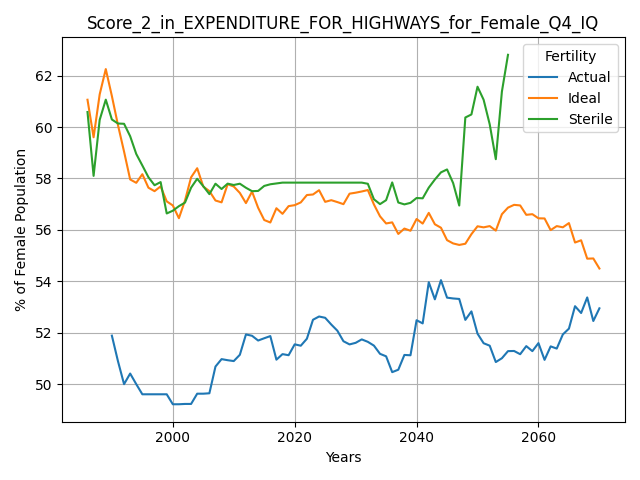 Score_2_in_EXPENDITURE_FOR_HIGHWAYS_for_Female_Q4_IQ
Fertility
Actual
Ideal
Sterile
% of Female Population
62
60
58
56
54
52
50
2000
2020
2040
2060
Years